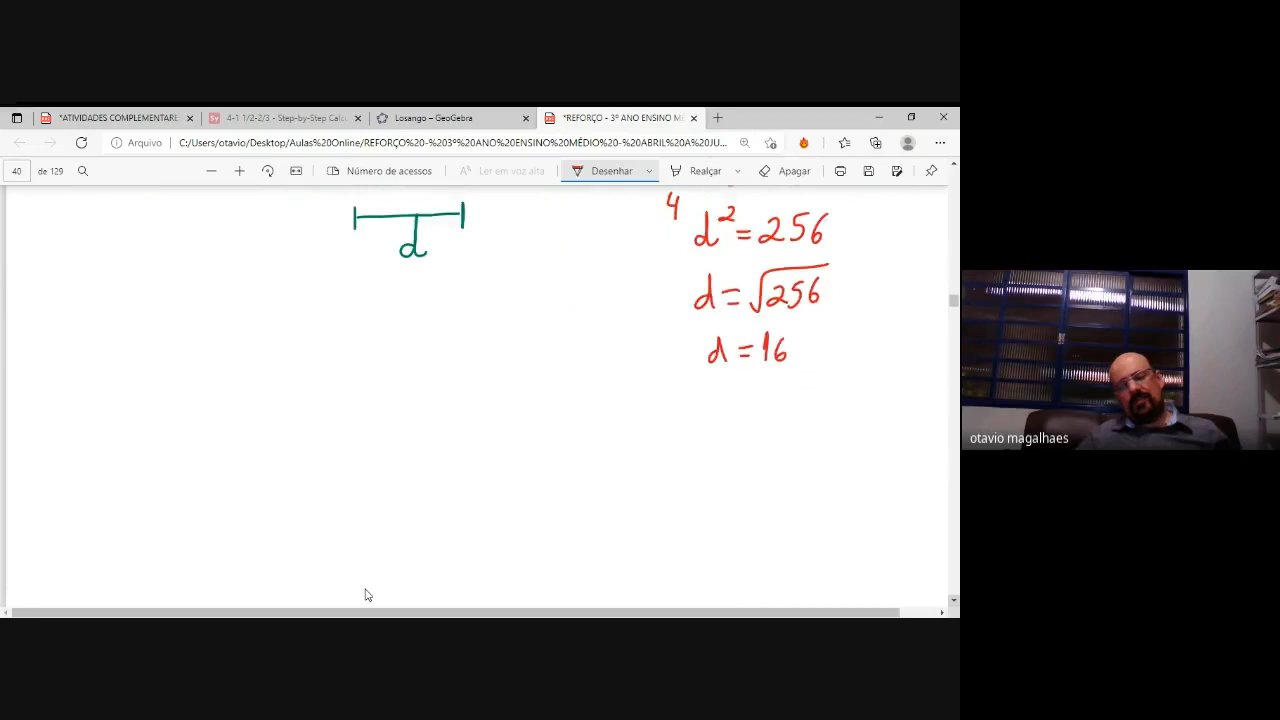 *ATIVIDADES COMPLEMENTARE
4-1 1/2-2/3 - Step-by-Step Calc
Losango – GeoGebra
*REFORÇO - 3º ANO ENSINO MÉ
Arquivo
C:/Users/otavio/Desktop/Aulas%20Online/REFORÇO%20-%203º%20ANO%20ENSINO%20MÉDIO%20-%20ABRIL%20A%20JU...
40 de 129
Número de acessos
Ler em voz alta
Desenhar
Realçar
Apagar
4
d² = 256
d
d = √256
d = 16
otavio magalhaes